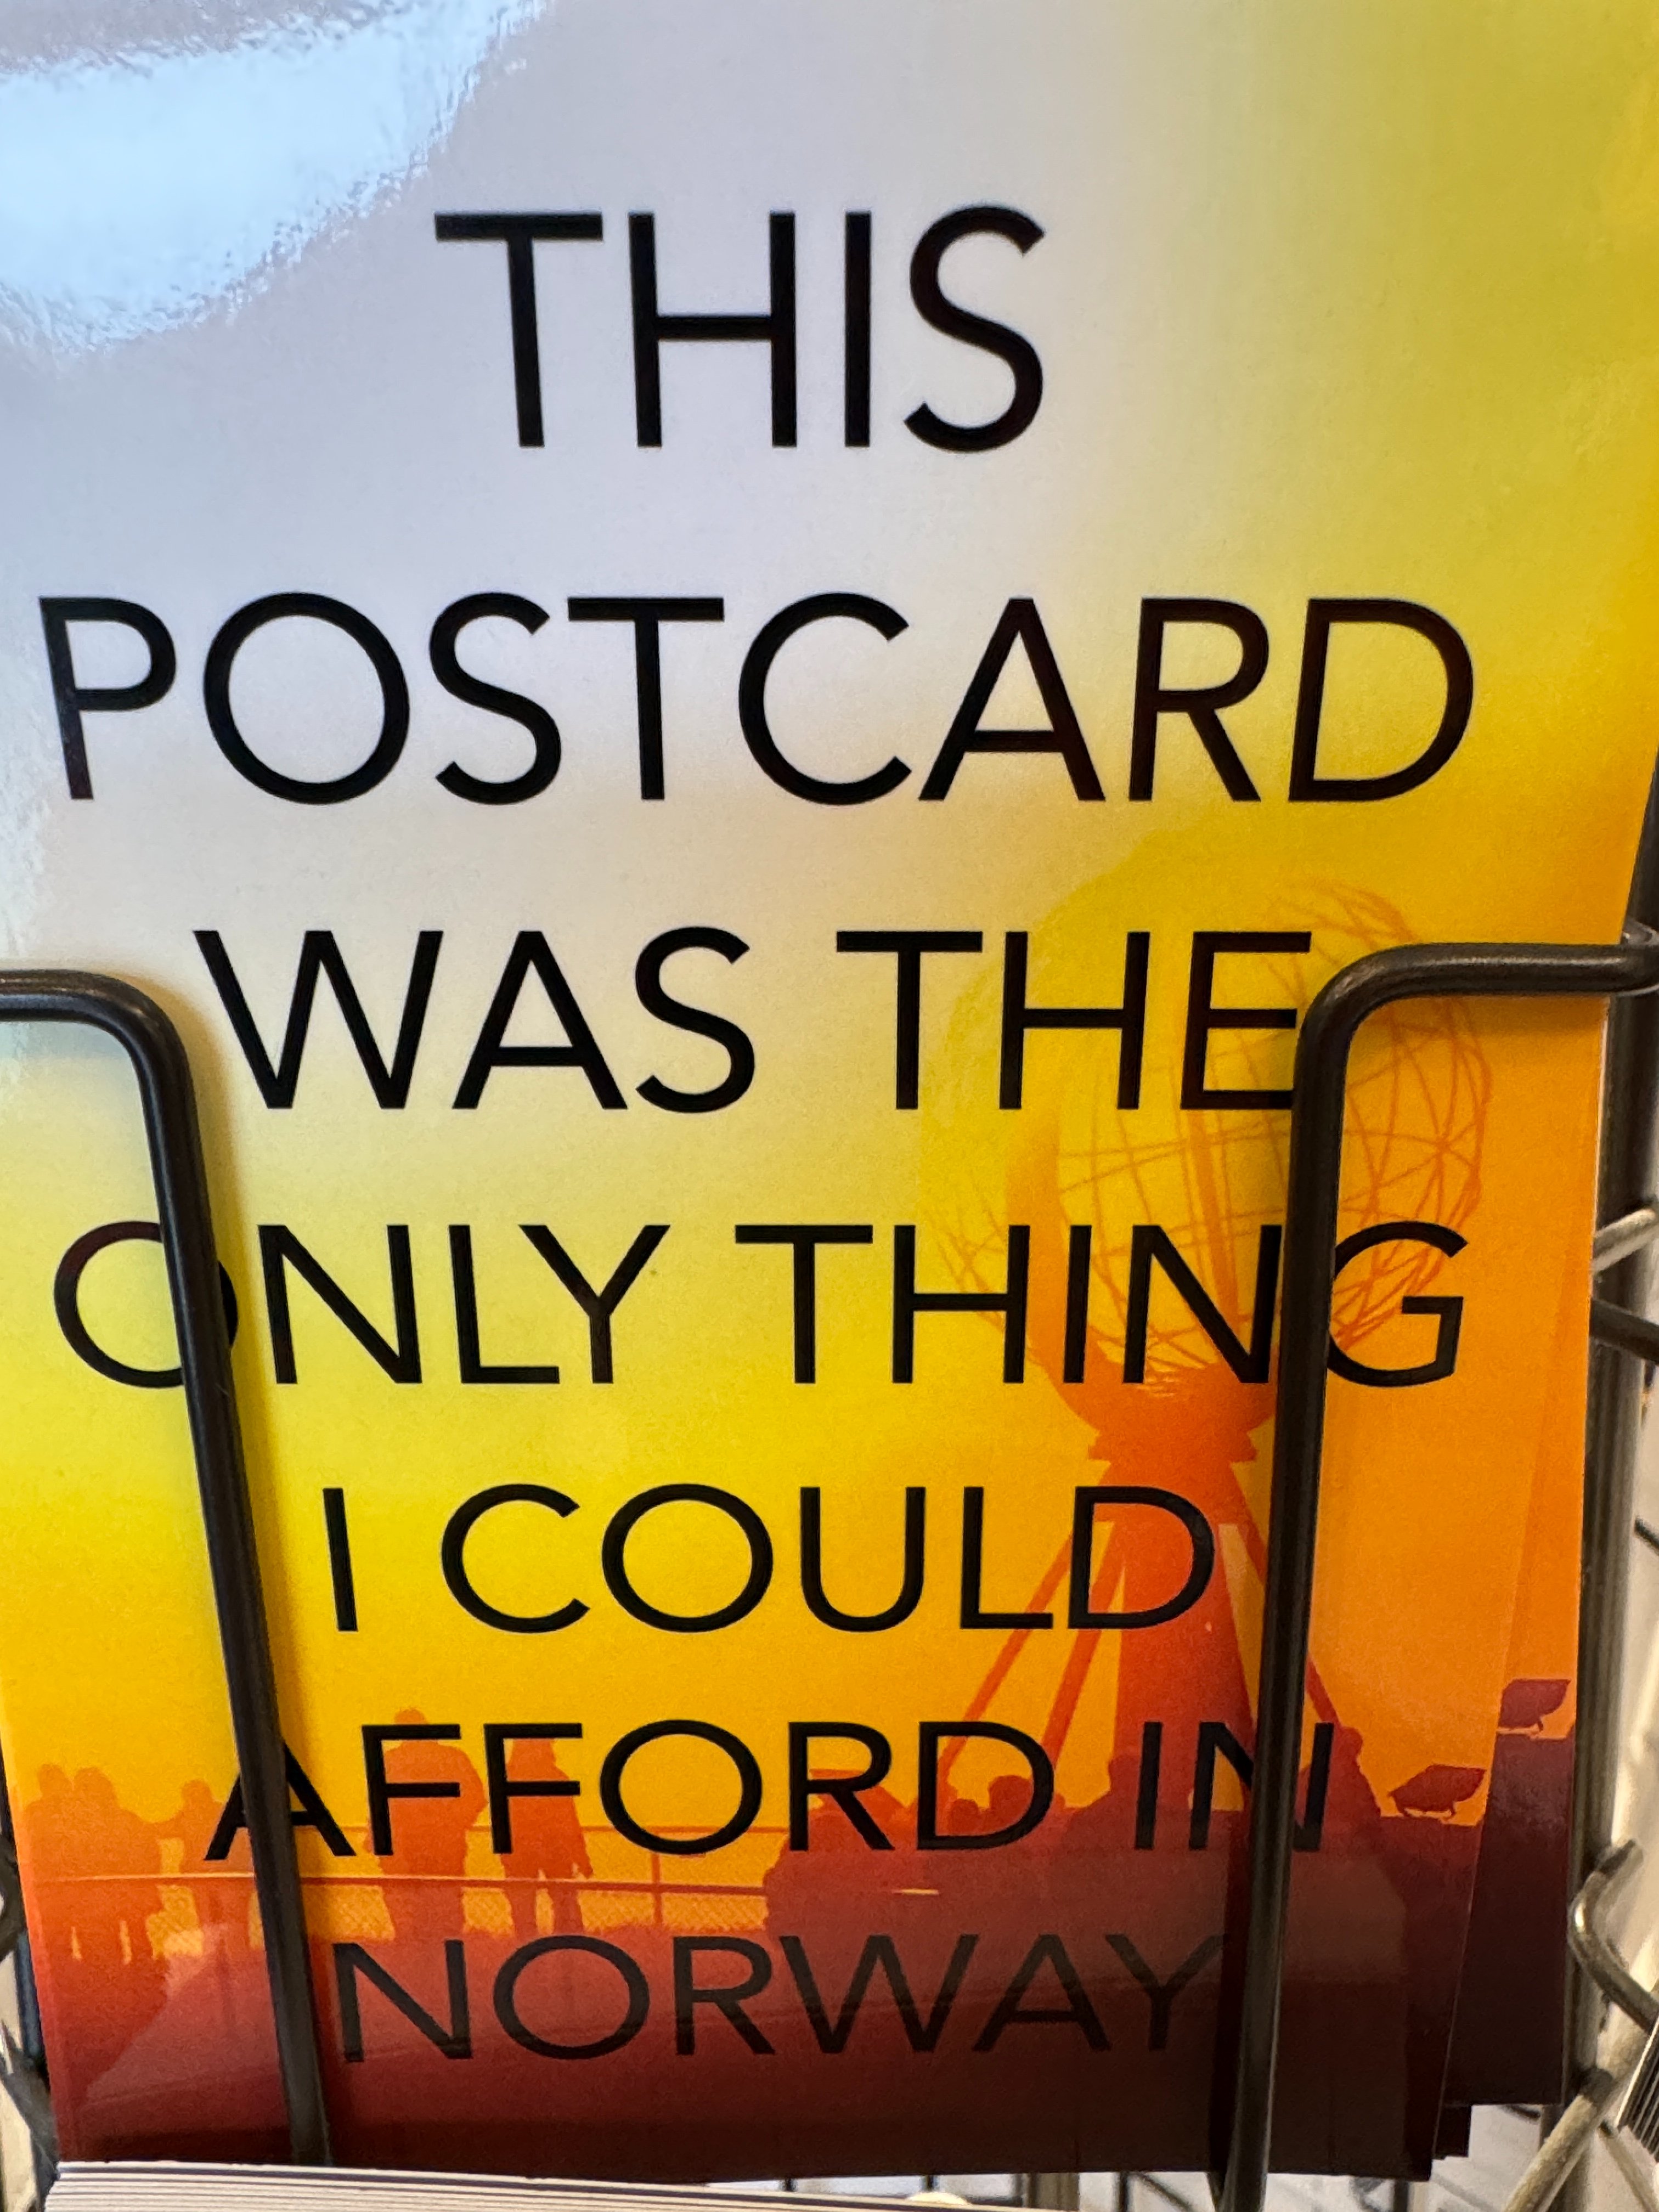 THIS
POSTCARD
WAS THE
ONLY THING
I COULD
AFFORD IN
NORWAY